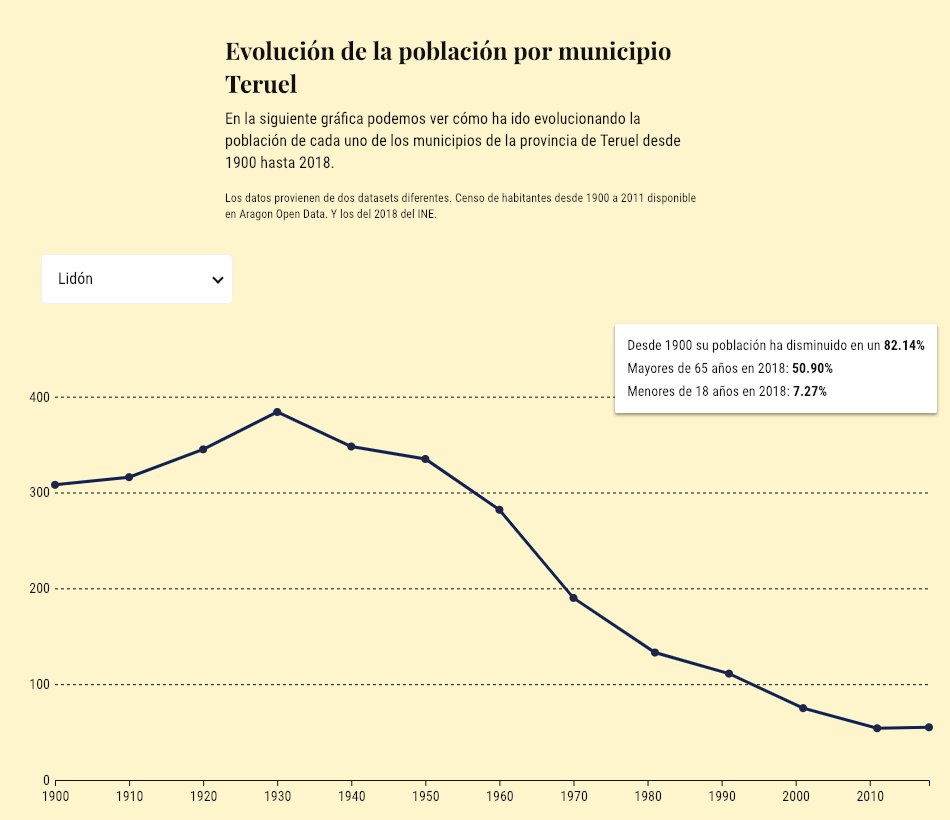 Evolución de la población por municipio
Teruel
En la siguiente gráfica podemos ver cómo ha ido evolucionando la
población de cada uno de los municipios de la provincia de Teruel desde
1900 hasta 2018.
Los datos provienen de dos datasets diferentes. Censo de habitantes desde 1900 a 2011 disponible
en Aragon Open Data. Y los del 2018 del INE.
Lidón
Desde 1900 su población ha disminuido en un 82.14%
Mayores de 65 años en 2018: 50.90%
Menores de 18 años en 2018: 7.27%
400
300
200
100
0
1900 1910 1920 1930 1940 1950 1960 1970 1980 1990 2000 2010